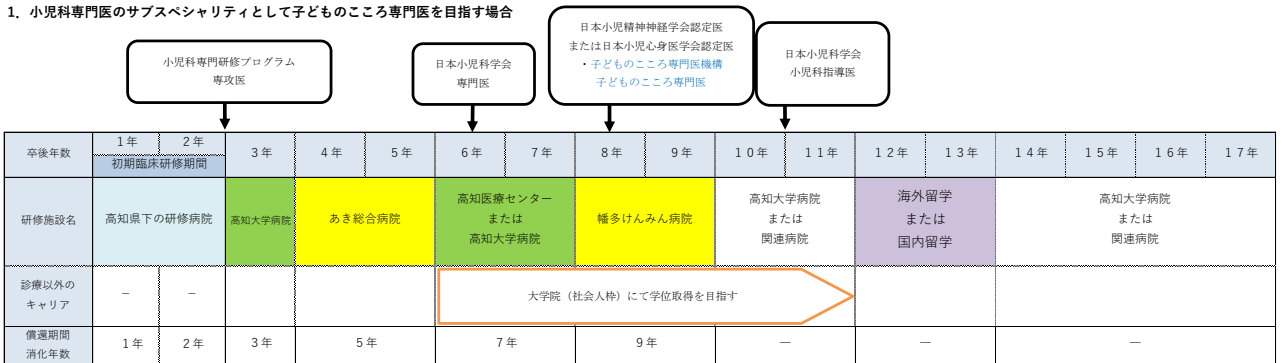 1．小児科専門医のサブスペシャリティとして子どものこころ専門医を目指す場合
小児科専門研修プログラム
専攻医
日本小児科学会
専門医
日本小児精神神経学会認定医
または日本小児心身医学会認定医
・子どものこころ専門医機構
子どものこころ専門医
日本小児科学会
小児科指導医
卒後年数
1年
2年
初期臨床研修期間
3年
4年
5年
6年
7年
8年
9年
10年
11年
12年
13年
14年
15年
16年
17年
研修施設名
高知県下の研修病院
高知大学病院
あき総合病院
高知医療センター
または
高知大学病院
幡多けんみん病院
高知大学病院
または
関連病院
海外留学
または
国内留学
高知大学病院
または
関連病院
診療以外の
キャリア
－
－
大学院（社会人枠）にて学位取得を目指す
償還期間
消化年数
1年
2年
3年
5年
7年
9年
―
―
―